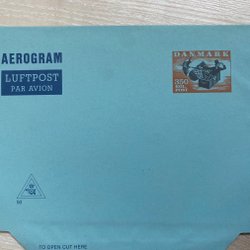 AEROGRAM
LUFTPOST
PAR AVION
DANMARK
350
TO OPEN CUT HERE